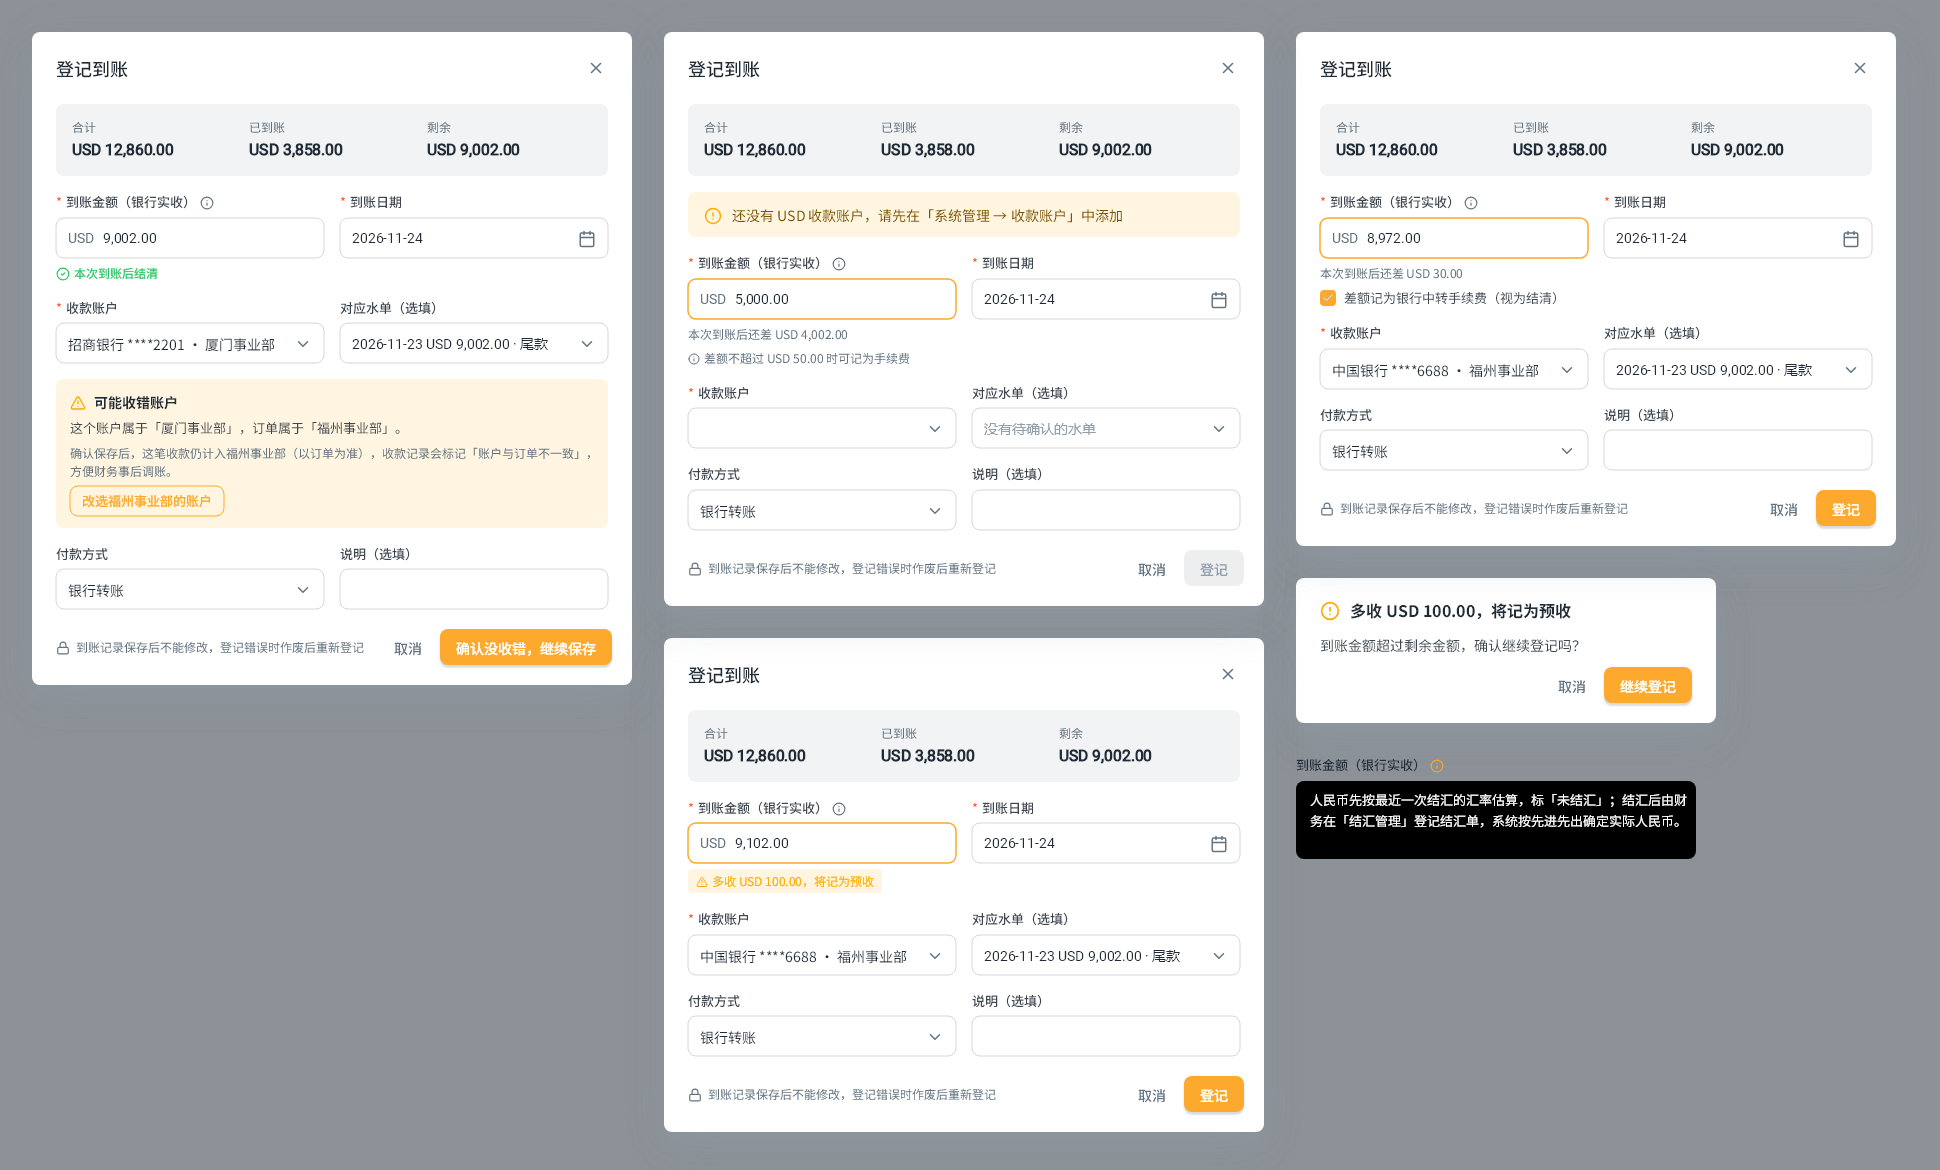 登记到账
合计
已到账
剩余
USD 12,860.00
USD 3,858.00
USD 9,002.00
* 到账金额（银行实收）
* 到账日期
USD 9,002.00
2026-11-24
本次到账后结清
* 收款账户
对应水单（选填）
招商银行 ****2201 · 厦门事业部
2026-11-23 USD 9,002.00 · 尾款
可能收错账户
这个账户属于「厦门事业部」，订单属于「福州事业部」。
确认保存后，这笔收款仍计入福州事业部（以订单为准），收款记录会标记「账户与订单不一致」，
方便财务事后调账。
改选福州事业部的账户
付款方式
说明（选填）
银行转账
到账记录保存后不能修改，登记错误时作废后重新登记
取消
确认没收错，继续保存
登记到账
合计
已到账
剩余
USD 12,860.00
USD 3,858.00
USD 9,002.00
还没有 USD 收款账户，请先在「系统管理 → 收款账户」中添加
* 到账金额（银行实收）
* 到账日期
USD 5,000.00
2026-11-24
本次到账后还差 USD 4,002.00
差额不超过 USD 50.00 时可记为手续费
* 收款账户
对应水单（选填）
没有待确认的水单
付款方式
说明（选填）
银行转账
到账记录保存后不能修改，登记错误时作废后重新登记
取消
登记
登记到账
合计
已到账
剩余
USD 12,860.00
USD 3,858.00
USD 9,002.00
* 到账金额（银行实收）
* 到账日期
USD 9,102.00
2026-11-24
多收 USD 100.00，将记为预收
* 收款账户
对应水单（选填）
中国银行 ****6688 · 福州事业部
2026-11-23 USD 9,002.00 · 尾款
付款方式
说明（选填）
银行转账
到账记录保存后不能修改，登记错误时作废后重新登记
取消
登记
登记到账
合计
已到账
剩余
USD 12,860.00
USD 3,858.00
USD 9,002.00
* 到账金额（银行实收）
* 到账日期
USD 8,972.00
2026-11-24
本次到账后还差 USD 30.00
差额记为银行中转手续费（视为结清）
* 收款账户
对应水单（选填）
中国银行 ****6688 · 福州事业部
2026-11-23 USD 9,002.00 · 尾款
付款方式
说明（选填）
银行转账
到账记录保存后不能修改，登记错误时作废后重新登记
取消
登记
多收 USD 100.00，将记为预收
到账金额超过剩余金额，确认继续登记吗？
取消
继续登记
到账金额（银行实收）
人民币先按最近一次结汇的汇率估算，标「未结汇」；结汇后由财
务在「结汇管理」登记结汇单，系统按先进先出确定实际人民币。